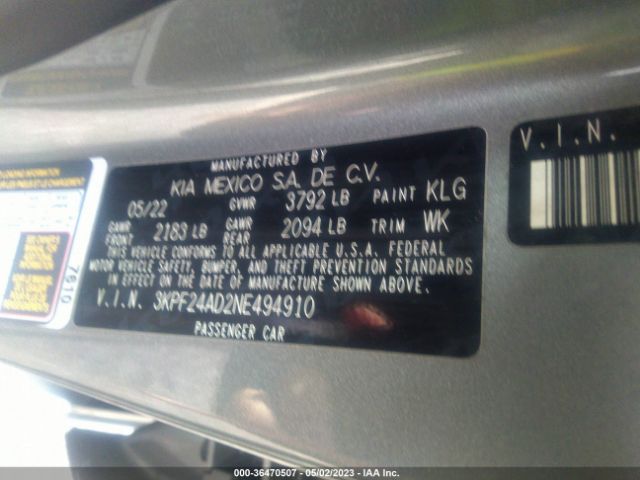 MANUFACTURED BY
KIA MEXICO S.A. DE C.V.
05/22 GVWR 3792 LB PAINT KLG
GAWR FRONT 2183 LB GAWR REAR 2094 LB TRIM WK
THIS VEHICLE CONFORMS TO ALL APPLICABLE U.S.A. FEDERAL
MOTOR VEHICLE SAFETY, BUMPER, AND THEFT PREVENTION STANDARDS
IN EFFECT ON THE DATE OF MANUFACTURE SHOWN ABOVE.
V.I.N. 3KPF24AD2NE494910
PASSENGER CAR
V.I.N.
7610
000-36470507 - 05/02/2023 - IAA Inc.